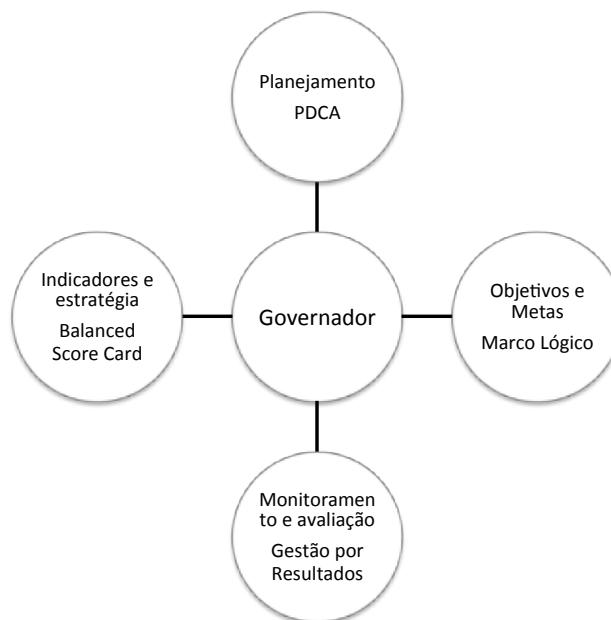 Planejamento
PDCA
Indicadores e
estratégia
Balanced
Score Card
Governador
Objetivos e
Metas
Marco Lógico
Monitoramen
to e avaliação
Gestão por
Resultados